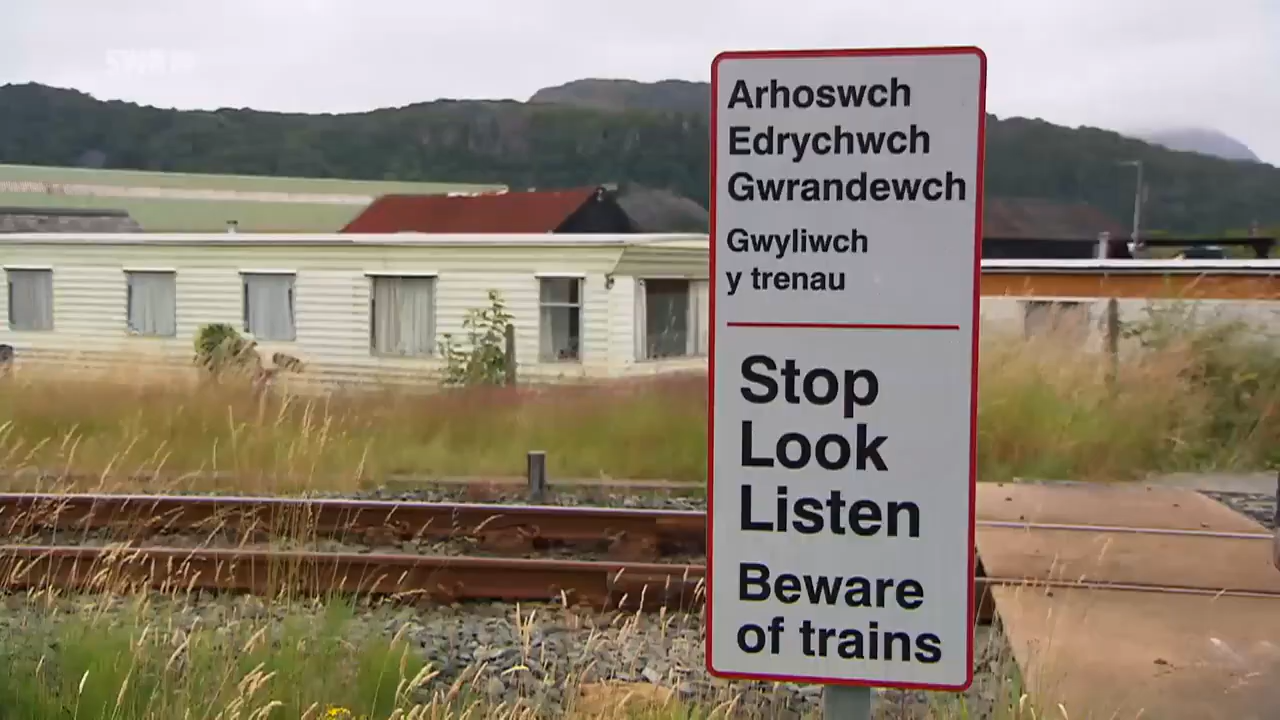 Arhoswch
Edrychwch
Gwrandewch
Gwyliwch
y trenau
Stop
Look
Listen
Beware
of trains